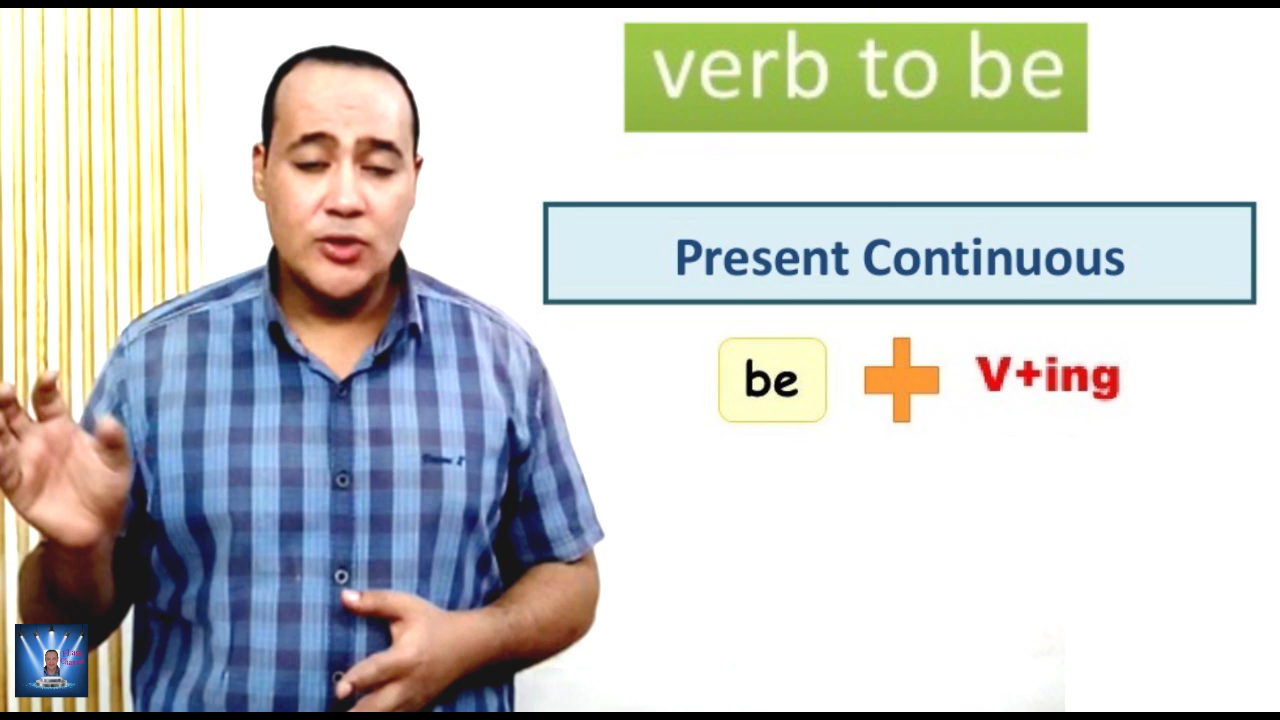 verb to be
Present Continuous
be + V+ing